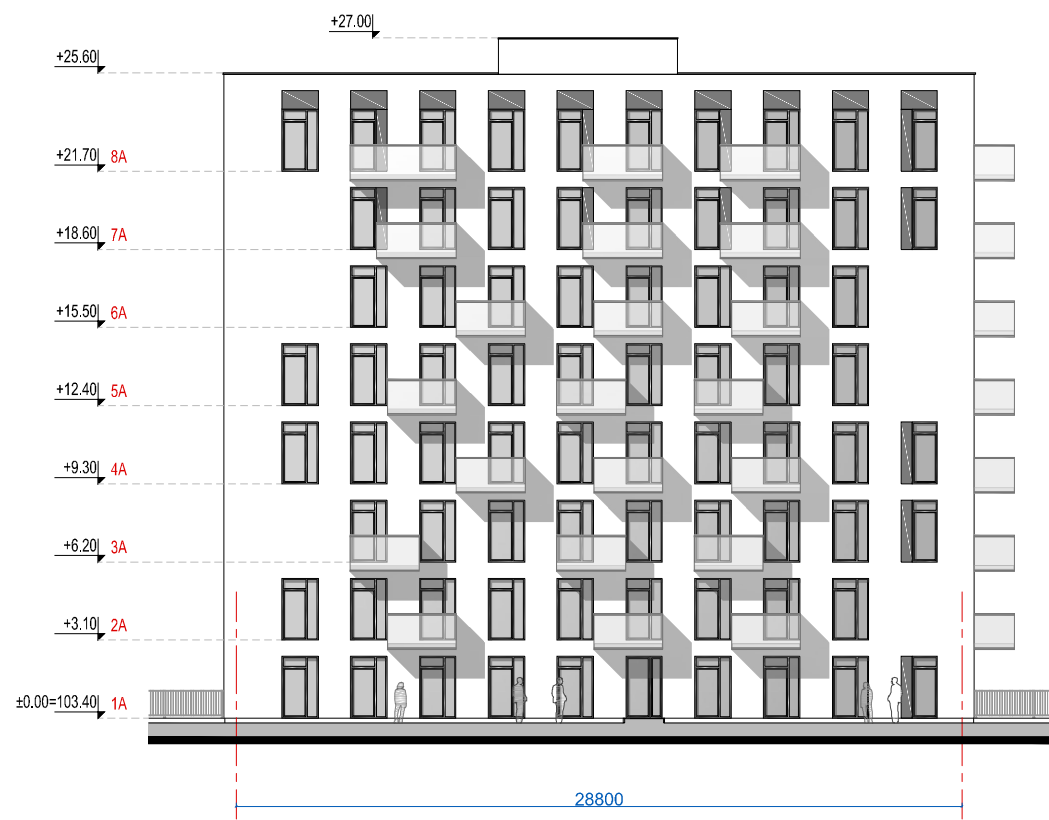 +27.00
+25.60
+21.70 8A
+18.60 7A
+15.50 6A
+12.40 5A
+9.30 4A
+6.20 3A
+3.10 2A
±0.00=103.40 1A
28800